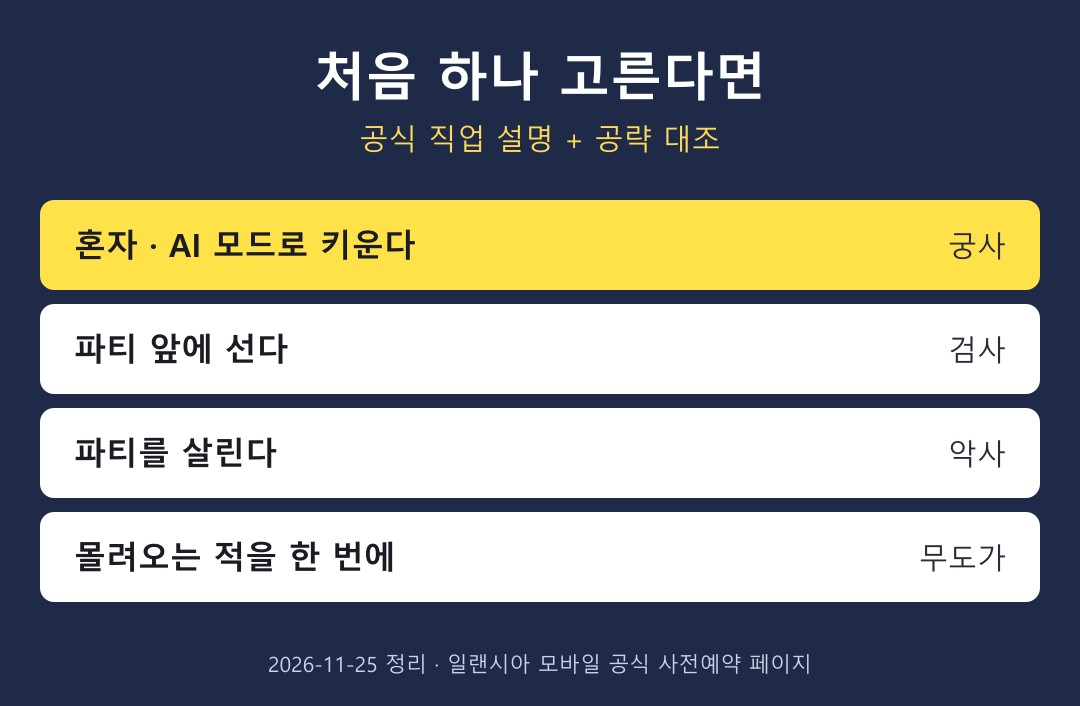 처음 하나 고른다면
공식 직업 설명 + 공략 대조
혼자 · AI 모드로 키운다 궁사
파티 앞에 선다 검사
파티를 살린다 악사
몰려오는 적을 한 번에 무도가
2026-11-25 정리 · 일랜시아 모바일 공식 사전예약 페이지